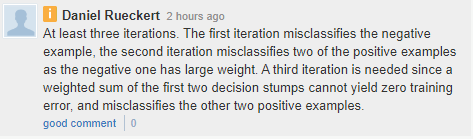 i Daniel Rueckert 2 hours ago
At least three iterations. The first iteration misclassifies the negative
example, the second iteration misclassifies two of the positive examples
as the negative one has large weight. A third iteration is needed since a
weighted sum of the first two decision stumps cannot yield zero training
error, and misclassifies the other two positive examples.
good comment | 0